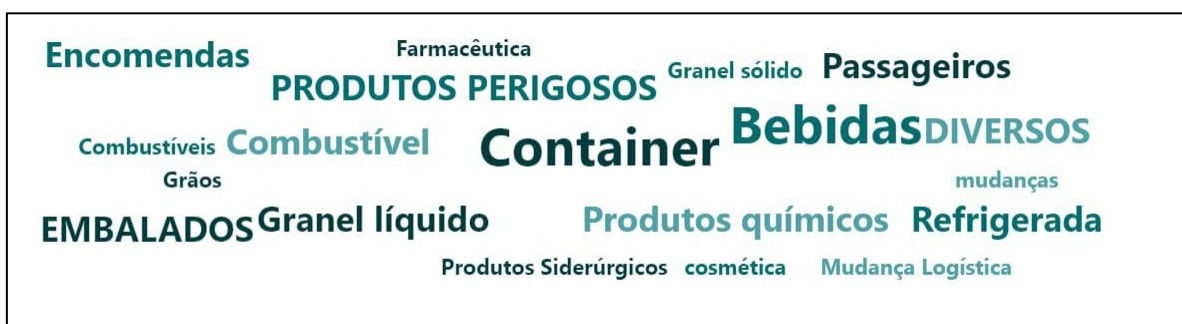 Encomendas
Farmacêutica
PRODUTOS PERIGOSOS
Granel sólido
Passageiros
Combustíveis
Combustível
Container
Bebidas
DIVERSOS
Grãos
mudanças
EMBALADOS
Granel líquido
Produtos químicos
Refrigerada
Produtos Siderúrgicos
cosmética
Mudança Logística